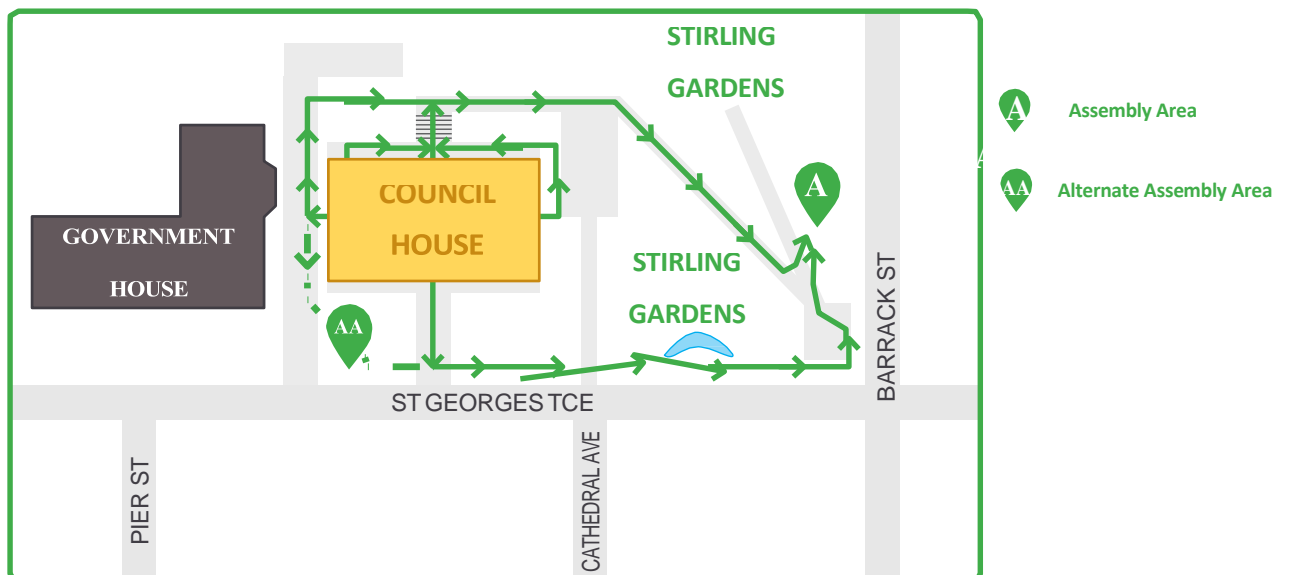 STIRLING
GARDENS
A
Assembly Area
A
AA
Alternate Assembly Area
A
COUNCIL
HOUSE
GOVERNMENT
HOUSE
STIRLING
GARDENS
AA
BARRACK ST
ST GEORGES TCE
PIER ST
CATHEDRAL AVE